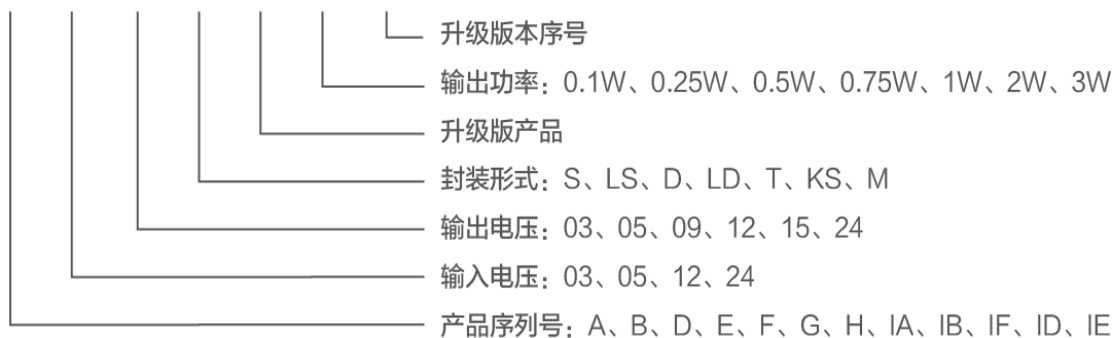 升级版本序号
输出功率：0.1W、0.25W、0.5W、0.75W、1W、2W、3W
升级版产品
封装形式：S、LS、D、LD、T、KS、M
输出电压：03、05、09、12、15、24
输入电压：03、05、12、24
产品序列号：A、B、D、E、F、G、H、IA、IB、IF、ID、IE